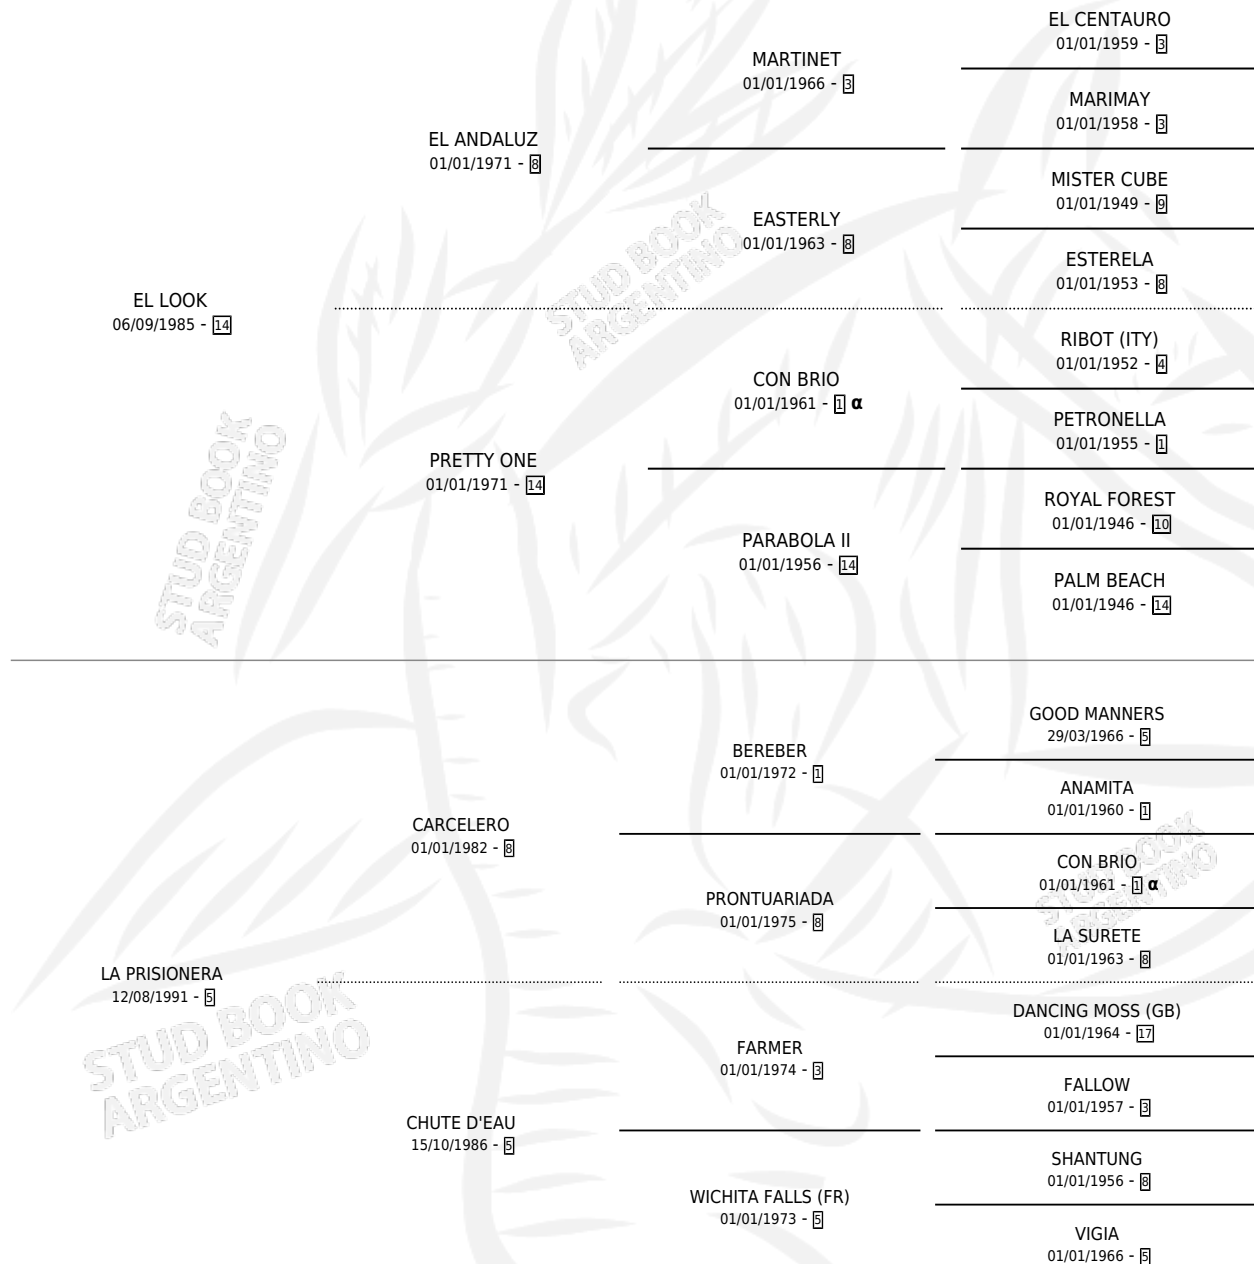 EL CENTAURO
01/01/1959 - 3
MARTINET
01/01/1966 - 3
MARIMAY
01/01/1958 - 3
EL ANDALUZ
01/01/1971 - 8
MISTER CUBE
01/01/1949 - 9
EASTERLY
01/01/1963 - 8
ESTERELA
01/01/1953 - 8
STUD BOOK
ARGENTINO
EL LOOK
06/09/1985 - 14
RIBOT (ITY)
01/01/1952 - 4
CON BRIO
01/01/1961 - 1 α
PETRONELLA
01/01/1955 - 1
PRETTY ONE
01/01/1971 - 14
ROYAL FOREST
01/01/1946 - 10
PARABOLA II
01/01/1956 - 14
PALM BEACH
01/01/1946 - 14
STUD BOOK
ARGENTINO
GOOD MANNERS
29/03/1966 - 5
BEREBER
01/01/1972 - 1
ANAMITA
01/01/1960 - 1
CARCELERO
01/01/1982 - 8
CON BRIO
01/01/1961 - 1 α
PRONTUARIADA
01/01/1975 - 8
LA SURETE
01/01/1963 - 8
STUD BOOK
ARGENTINO
LA PRISIONERA
12/08/1991 - 5
DANCING MOSS (GB)
01/01/1964 - 17
FARMER
01/01/1974 - 3
FALLOW
01/01/1957 - 3
CHUTE D'EAU
15/10/1986 - 5
SHANTUNG
01/01/1956 - 8
WICHITA FALLS (FR)
01/01/1973 - 5
VIGIA
01/01/1966 - 5
STUD BOOK
ARGENTINO